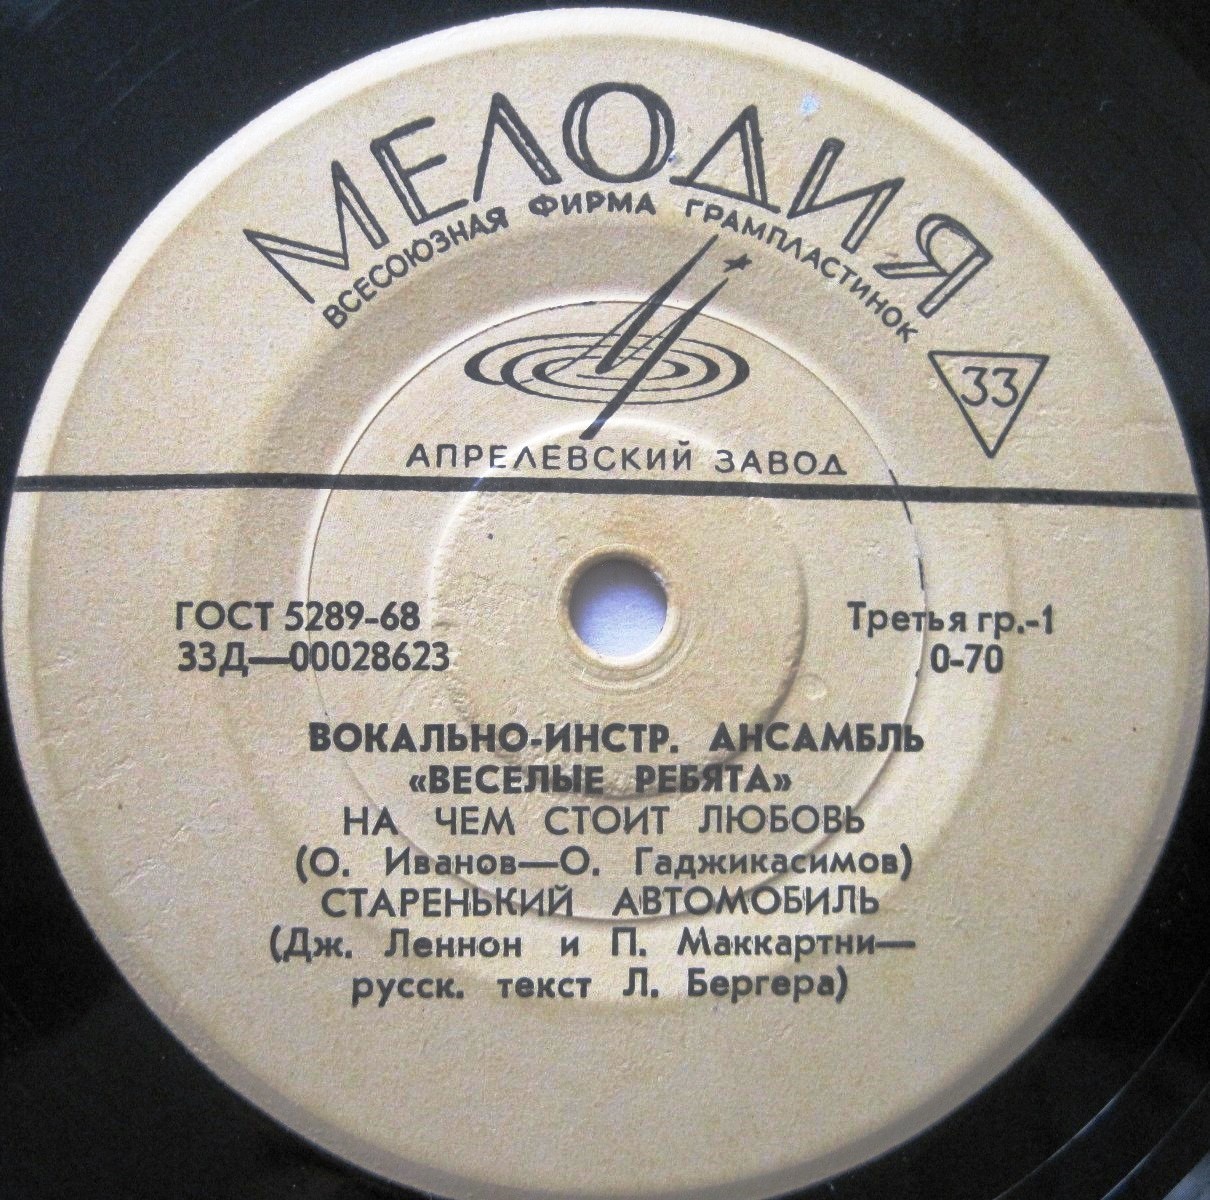 МЕЛОДИЯ
ВСЕСОЮЗНАЯ ФИРМА ГРАМПЛАСТИНОК
33
АПРЕЛЕВСКИЙ ЗАВОД
ГОСТ 5289-68
Третья гр.-1
33Д—00028623
0-70
ВОКАЛЬНО-ИНСТР. АНСАМБЛЬ
«ВЕСЕЛЫЕ РЕБЯТА»
НА ЧЕМ СТОИТ ЛЮБОВЬ
(О. Иванов—О. Гаджикасимов)
СТАРЕНЬКИЙ АВТОМОБИЛЬ
(Дж. Леннон и П. Маккартни—
русск. текст Л. Бергера)